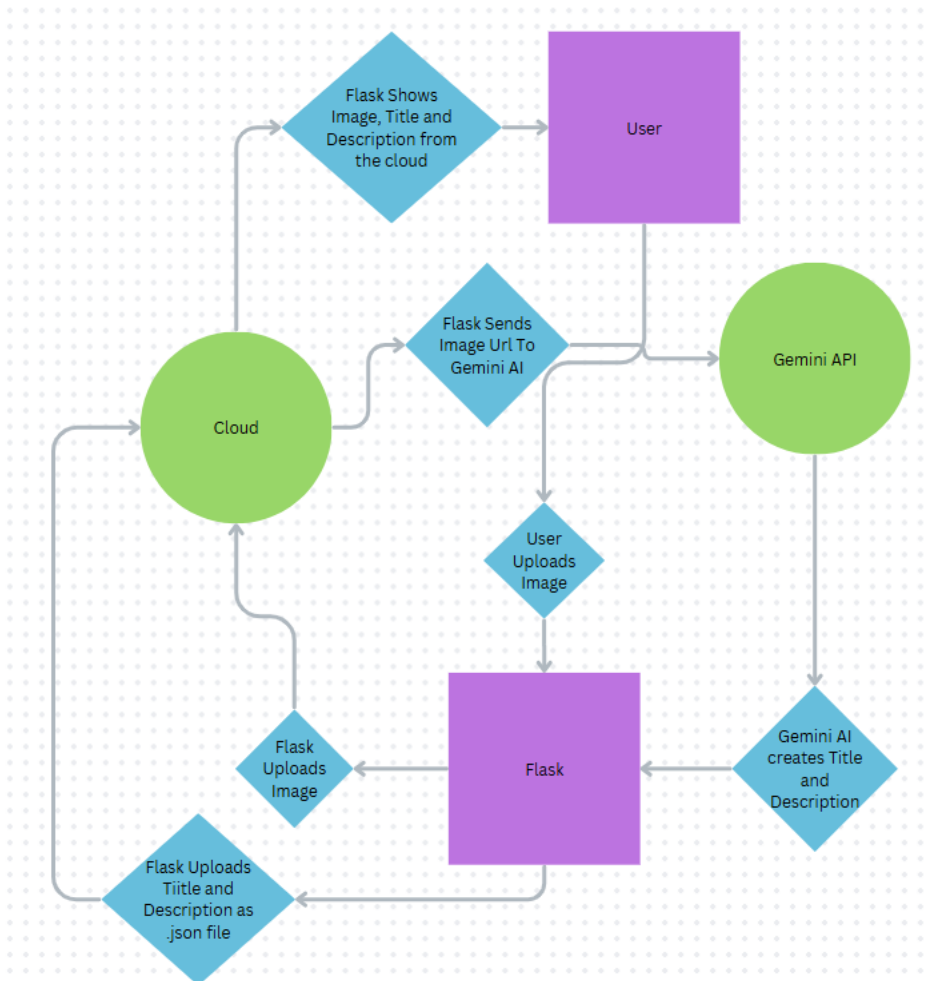 Flask Shows
Image, Title and
Description from
the cloud
User
Flask Sends
Image Url To
Gemini AI
Gemini API
Cloud
User
Uploads
Image
Flask
Uploads
Image
Flask
Gemini AI
creates Title
and
Description
Flask Uploads
Tiitle and
Description as
.json file